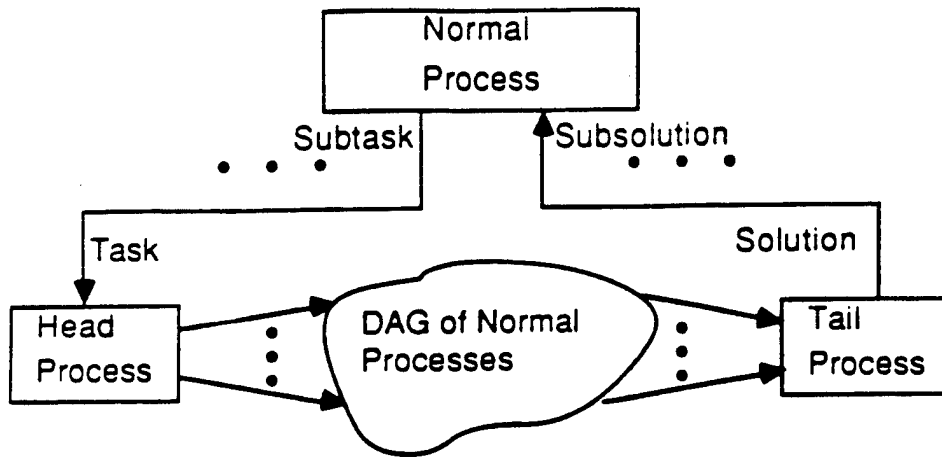 Normal
Process
Subtask
Subsolution
Task
Solution
Head
Process
DAG of Normal
Processes
Tail
Process